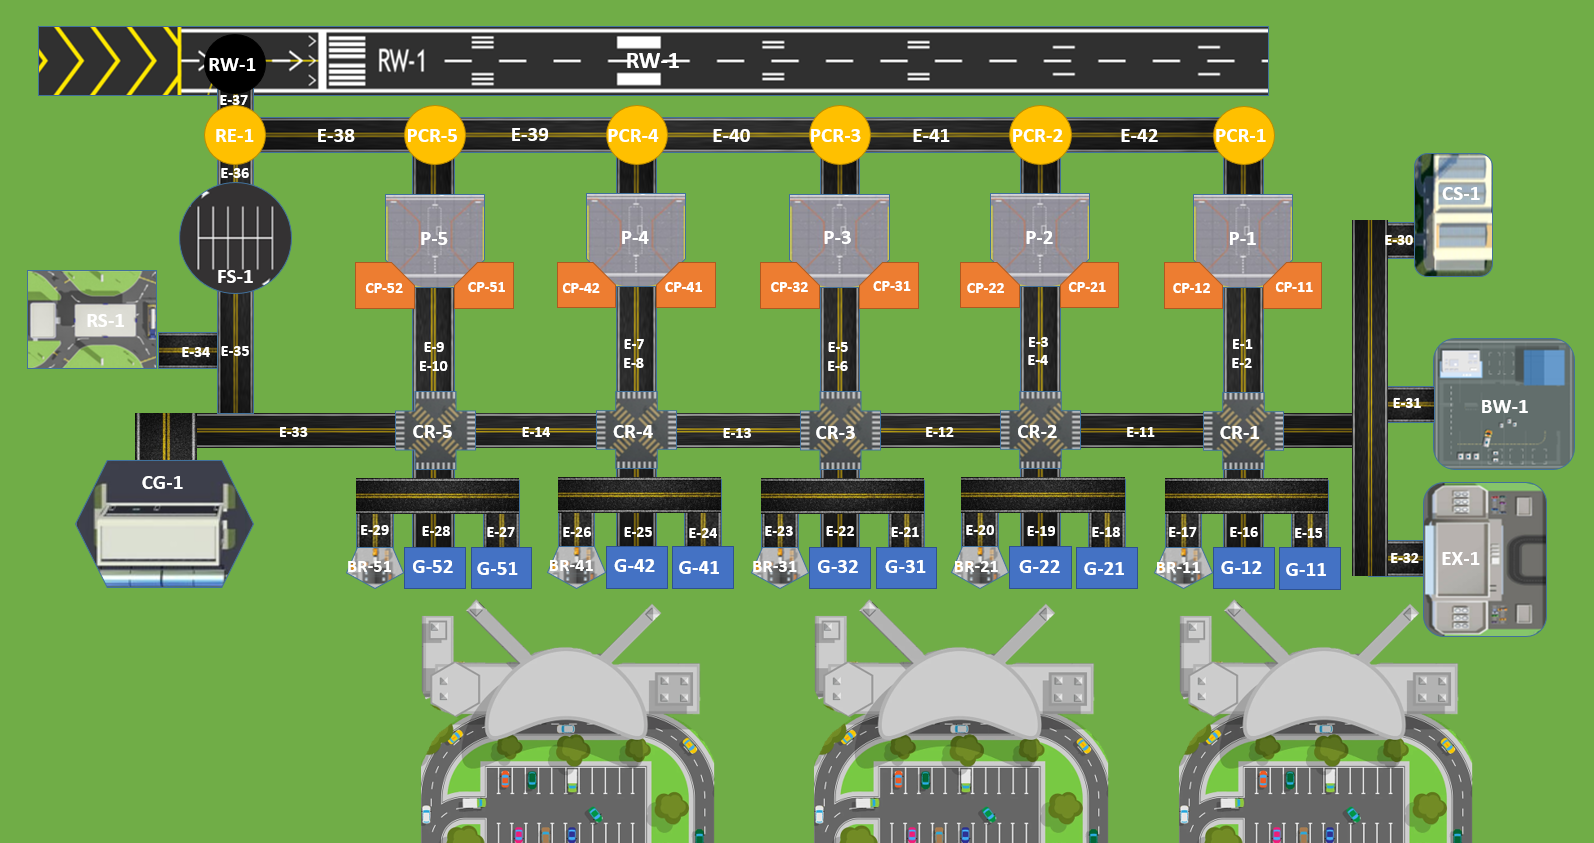 RW-1 RW-1 RW-1
E-37
RE-1 E-38 PCR-5 E-39 PCR-4 E-40 PCR-3 E-41 PCR-2 E-42 PCR-1
E-36
CS-1
P-5 P-4 P-3 P-2 P-1
E-30
FS-1
CP-52 CP-51 CP-42 CP-41 CP-32 CP-31 CP-22 CP-21 CP-12 CP-11
RS-1
E-34 E-35
E-9 E-7 E-5 E-3 E-1
E-10 E-8 E-6 E-4 E-2
E-31 BW-1
E-33 CR-5 E-14 CR-4 E-13 CR-3 E-12 CR-2 E-11 CR-1
CG-1
E-29 E-28 E-27 E-26 E-25 E-24 E-23 E-22 E-21 E-20 E-19 E-18 E-17 E-16 E-15
E-32 EX-1
BR-51 G-52 G-51 BR-41 G-42 G-41 BR-31 G-32 G-31 BR-21 G-22 G-21 BR-11 G-12 G-11